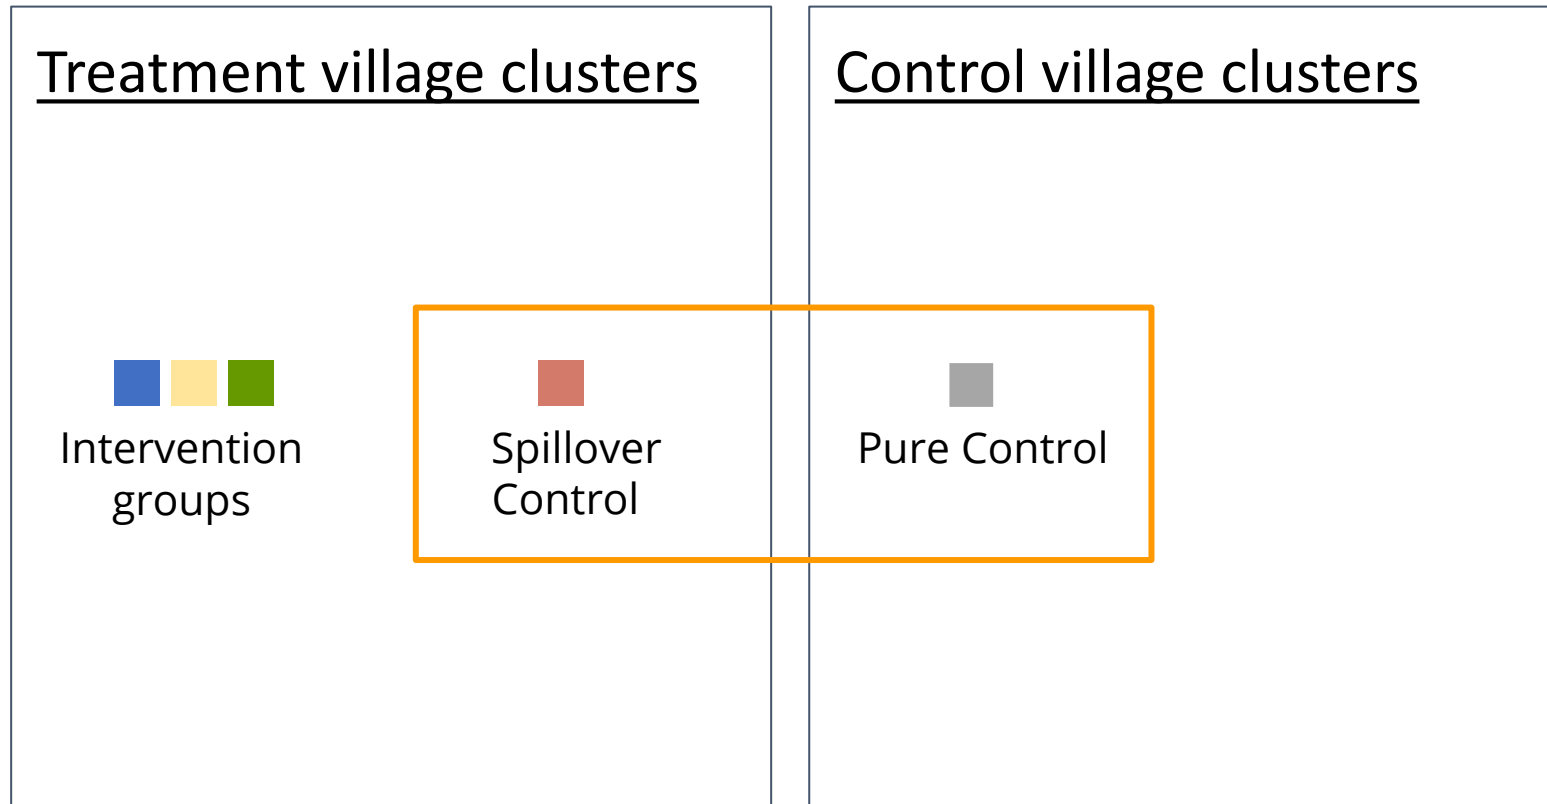 Treatment village clusters
Control village clusters
Intervention
groups
Spillover
Control
Pure Control